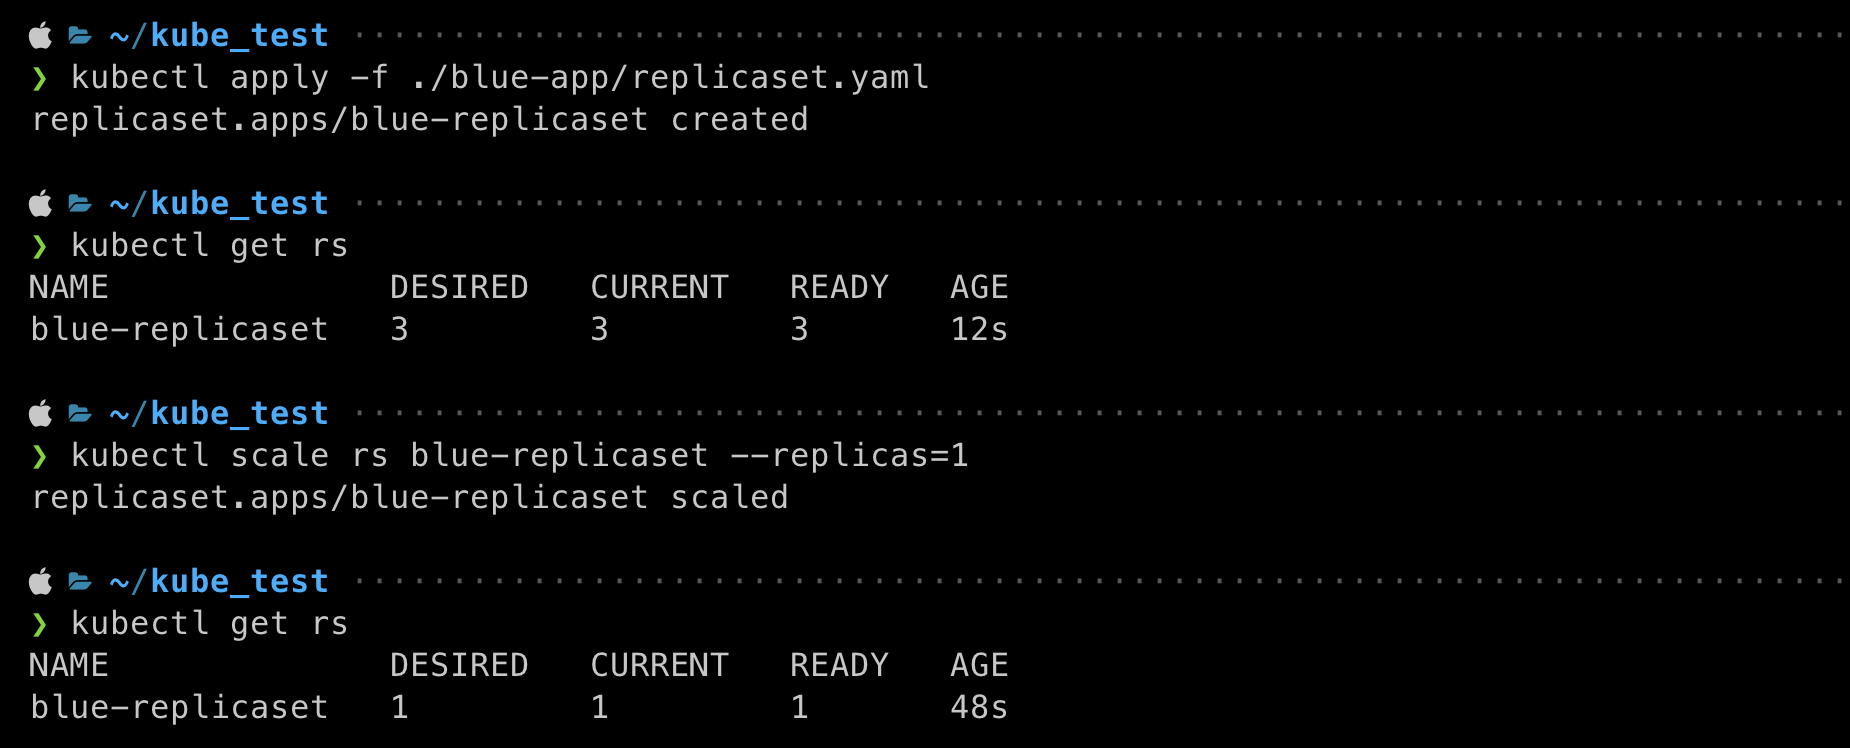 ~/kube_test
❯ kubectl apply -f ./blue-app/replicaset.yaml
replicaset.apps/blue-replicaset created
~/kube_test
❯ kubectl get rs
NAME              DESIRED   CURRENT   READY   AGE
blue-replicaset   3         3         3       12s
~/kube_test
❯ kubectl scale rs blue-replicaset --replicas=1
replicaset.apps/blue-replicaset scaled
~/kube_test
❯ kubectl get rs
NAME              DESIRED   CURRENT   READY   AGE
blue-replicaset   1         1         1       48s